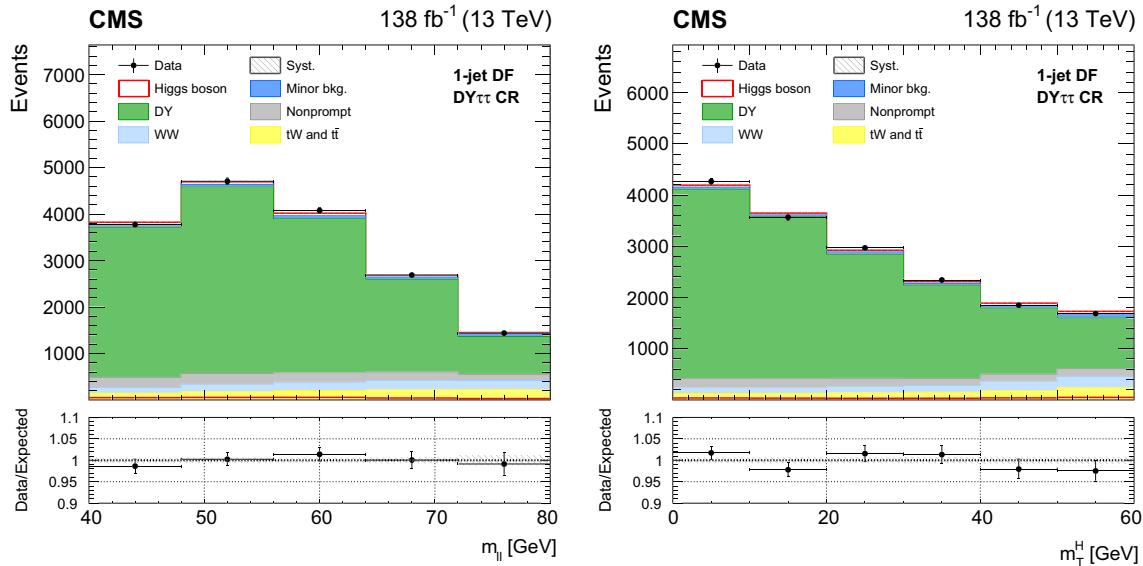 CMS 138 fb⁻¹ (13 TeV)
Events
7000
6000
5000
4000
3000
2000
1000
Data Syst.
Higgs boson Minor bkg.
DY Nonprompt
WW tW and tt̄
1-jet DF
DYττ CR
Data/Expected
1.1
1.05
1
0.95
0.9
40 50 60 70 80
m_ll [GeV]
CMS 138 fb⁻¹ (13 TeV)
Events
6000
5000
4000
3000
2000
1000
Data Syst.
Higgs boson Minor bkg.
DY Nonprompt
WW tW and tt̄
1-jet DF
DYττ CR
Data/Expected
1.1
1.05
1
0.95
0.9
0 20 40 60
m_T^H [GeV]